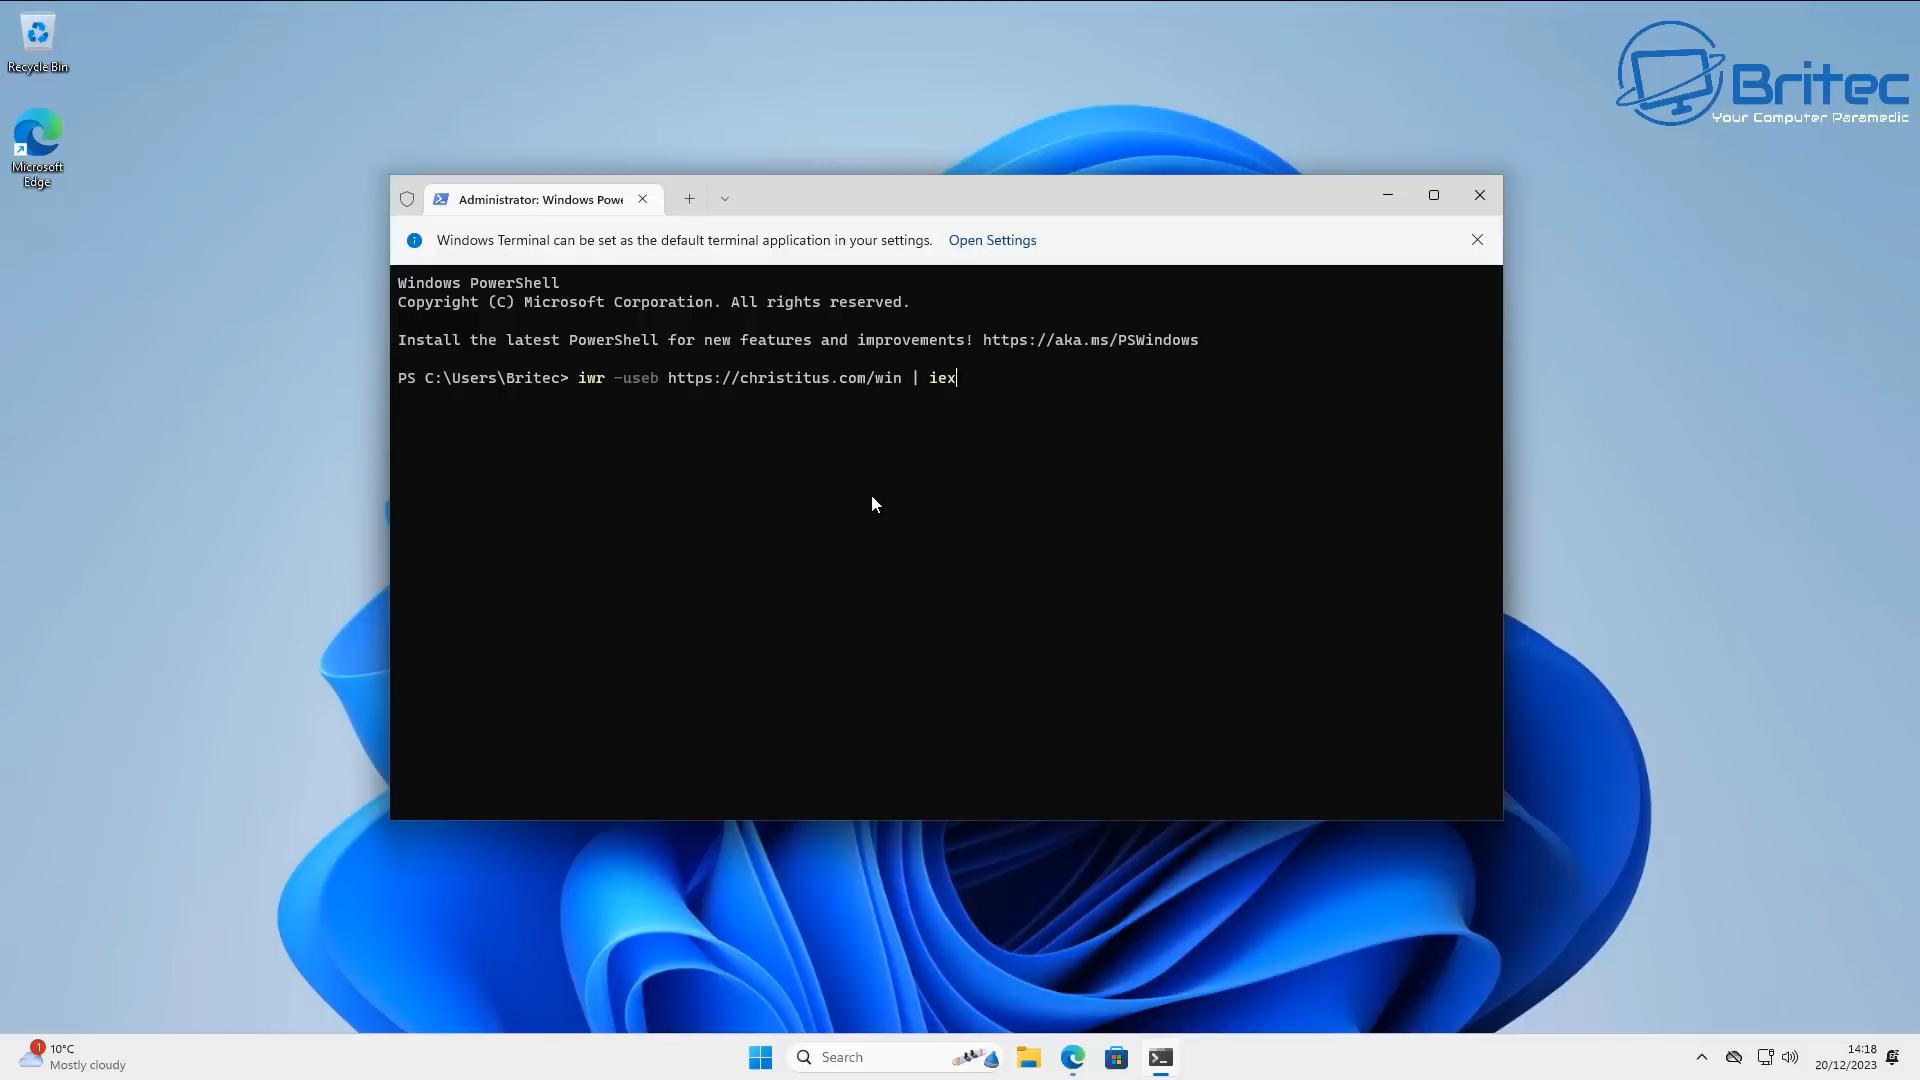 Recycle Bin
Microsoft
Edge
Britec
Your Computer Paramedic
Administrator: Windows Powe
Windows Terminal can be set as the default terminal application in your settings. Open Settings
Windows PowerShell
Copyright (C) Microsoft Corporation. All rights reserved.
Install the latest PowerShell for new features and improvements! https://aka.ms/PSWindows
PS C:\Users\Britec> iwr -useb https://christitus.com/win | iex
1
10°C
Mostly cloudy
Search
14:18
20/12/2023